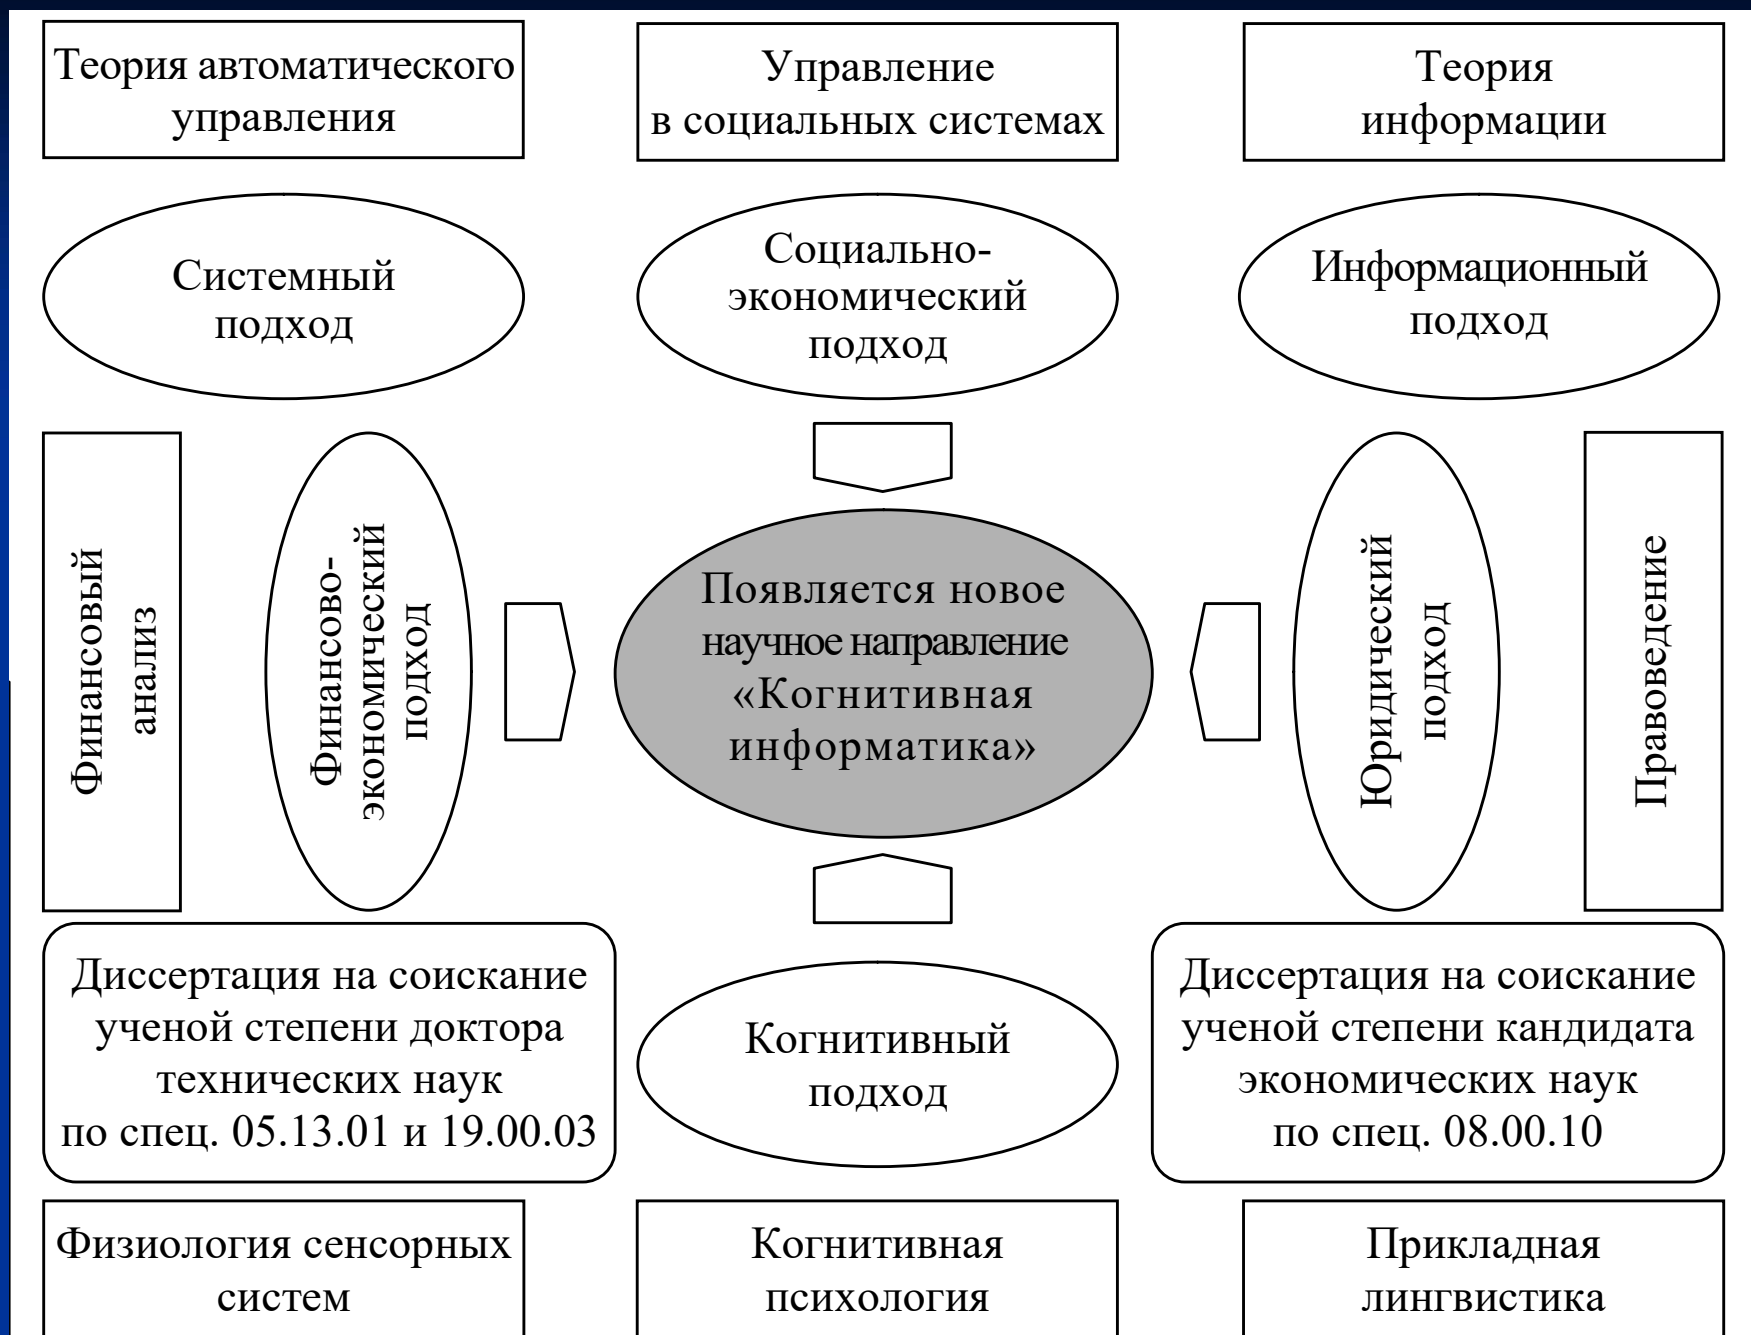 Теория автоматического
управления
Управление
в социальных системах
Теория
информации
Системный
подход
Социально-
экономический
подход
Информационный
подход
Финансовый
анализ
Финансово-
экономический
подход
Появляется новое
научное направление
«Когнитивная
информатика»
Юридический
подход
Правоведение
Диссертация на соискание
ученой степени доктора
технических наук
по спец. 05.13.01 и 19.00.03
Когнитивный
подход
Диссертация на соискание
ученой степени кандидата
экономических наук
по спец. 08.00.10
Физиология сенсорных
систем
Когнитивная
психология
Прикладная
лингвистика